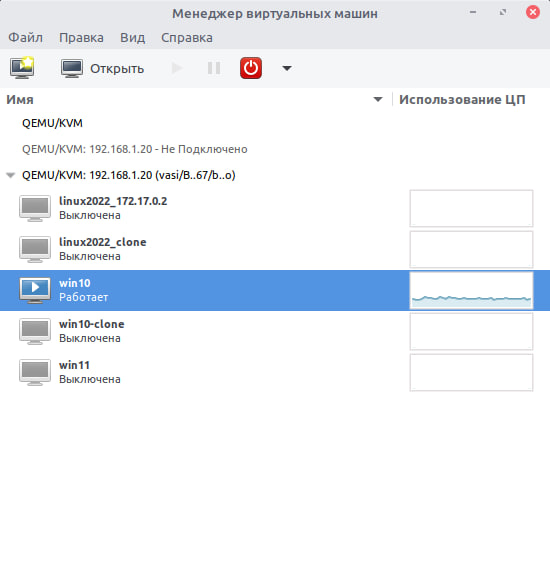 Менеджер виртуальных машин
Файл Правка Вид Справка
Открыть
Имя Использование ЦП
QEMU/KVM
QEMU/KVM: 192.168.1.20 - Не Подключено
QEMU/KVM: 192.168.1.20 (vasi/B..67/b..o)
linux2022_172.17.0.2
Выключена
linux2022_clone
Выключена
win10
Работает
win10-clone
Выключена
win11
Выключена